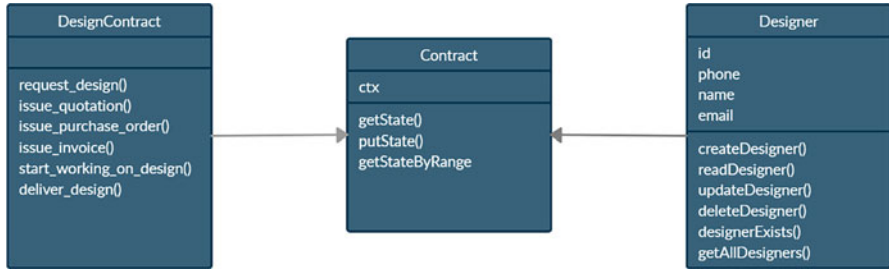 DesignContract
request_design()
issue_quotation()
issue_purchase_order()
issue_invoice()
start_working_on_design()
deliver_design()
Contract
ctx
getState()
putState()
getStateByRange
Designer
id
phone
name
email
createDesigner()
readDesigner()
updateDesigner()
deleteDesigner()
designerExists()
getAllDesigners()